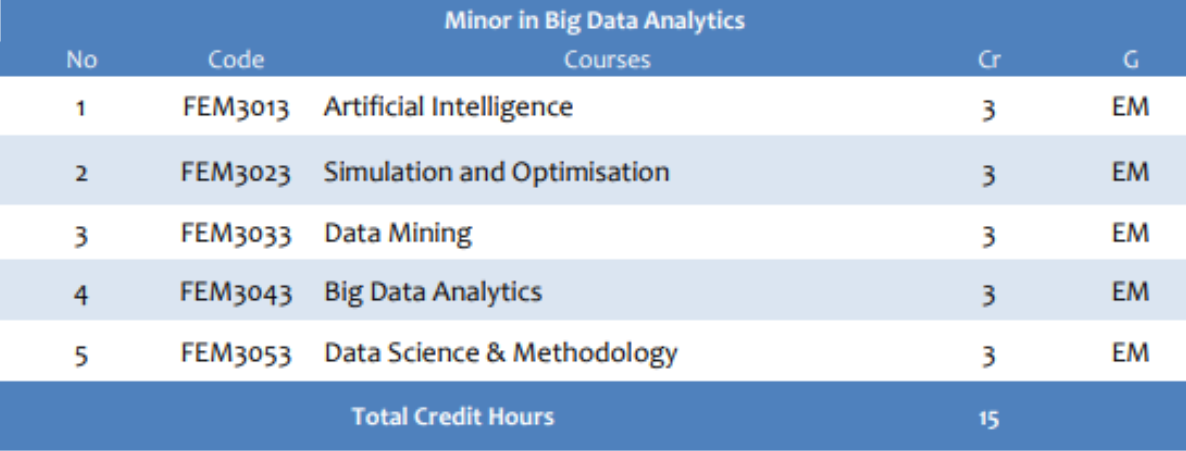 Minor in Big Data Analytics
No Code Courses Cr G
1 FEM3013 Artificial Intelligence 3 EM
2 FEM3023 Simulation and Optimisation 3 EM
3 FEM3033 Data Mining 3 EM
4 FEM3043 Big Data Analytics 3 EM
5 FEM3053 Data Science & Methodology 3 EM
Total Credit Hours 15